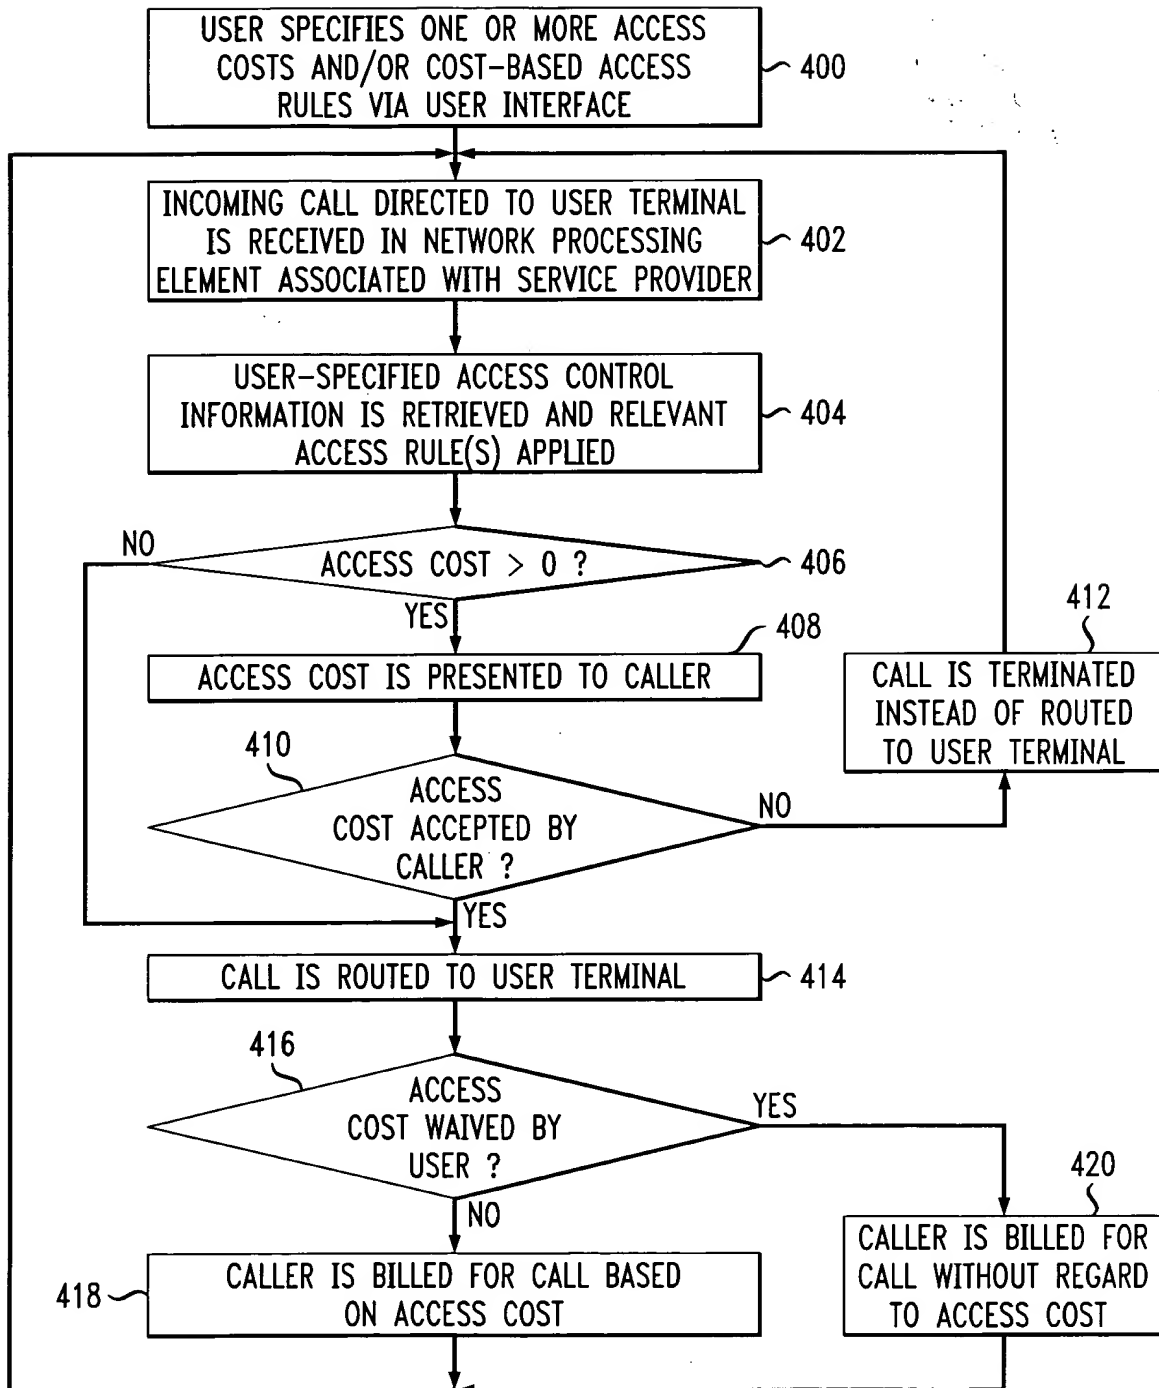 USER SPECIFIES ONE OR MORE ACCESS
COSTS AND/OR COST-BASED ACCESS
RULES VIA USER INTERFACE
400
INCOMING CALL DIRECTED TO USER TERMINAL
IS RECEIVED IN NETWORK PROCESSING
ELEMENT ASSOCIATED WITH SERVICE PROVIDER
402
USER-SPECIFIED ACCESS CONTROL
INFORMATION IS RETRIEVED AND RELEVANT
ACCESS RULE(S) APPLIED
404
NO
ACCESS COST > 0 ?
406
YES
408
ACCESS COST IS PRESENTED TO CALLER
412
CALL IS TERMINATED
INSTEAD OF ROUTED
TO USER TERMINAL
410
ACCESS
COST ACCEPTED BY
CALLER ?
NO
YES
CALL IS ROUTED TO USER TERMINAL
414
416
ACCESS
COST WAIVED BY
USER ?
YES
NO
420
CALLER IS BILLED FOR
CALL WITHOUT REGARD
TO ACCESS COST
418
CALLER IS BILLED FOR CALL BASED
ON ACCESS COST